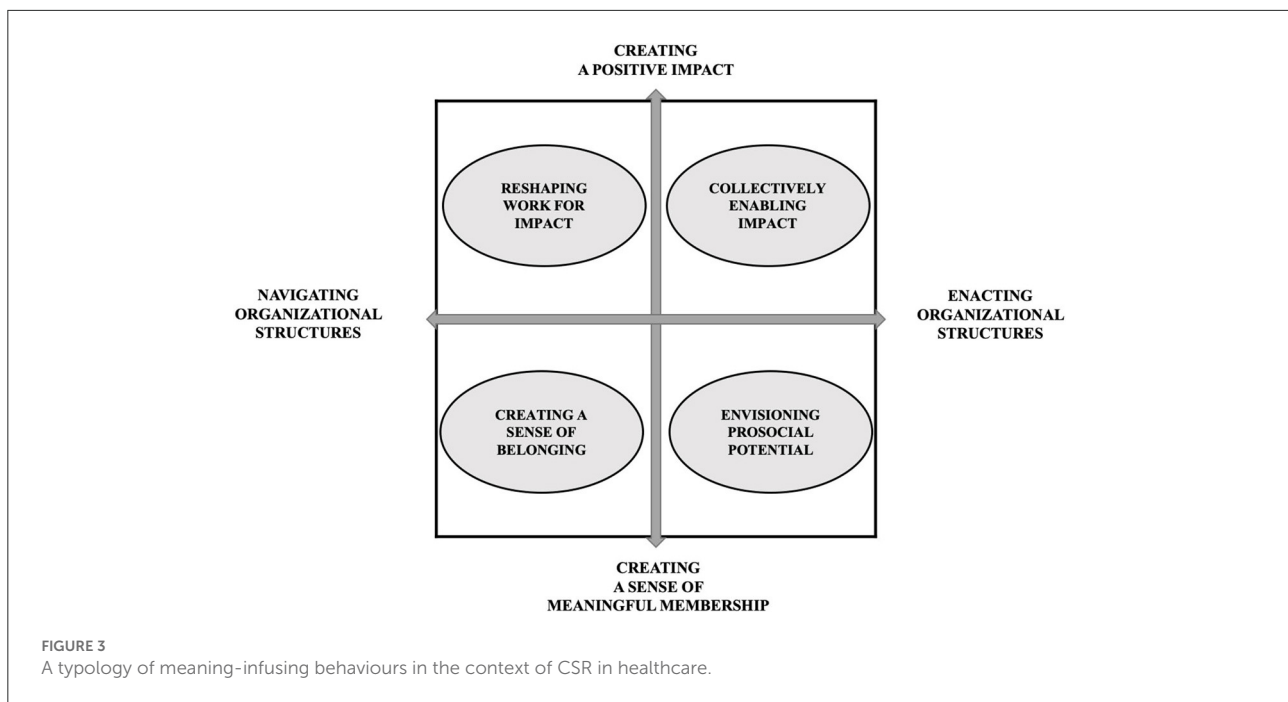 CREATING
A POSITIVE IMPACT
RESHAPING
WORK FOR
IMPACT
COLLECTIVELY
ENABLING
IMPACT
NAVIGATING
ORGANIZATIONAL
STRUCTURES
ENACTING
ORGANIZATIONAL
STRUCTURES
CREATING A
SENSE OF
BELONGING
ENVISIONING
PROSOCIAL
POTENTIAL
CREATING
A SENSE OF
MEANINGFUL MEMBERSHIP
FIGURE 3
A typology of meaning-infusing behaviours in the context of CSR in healthcare.